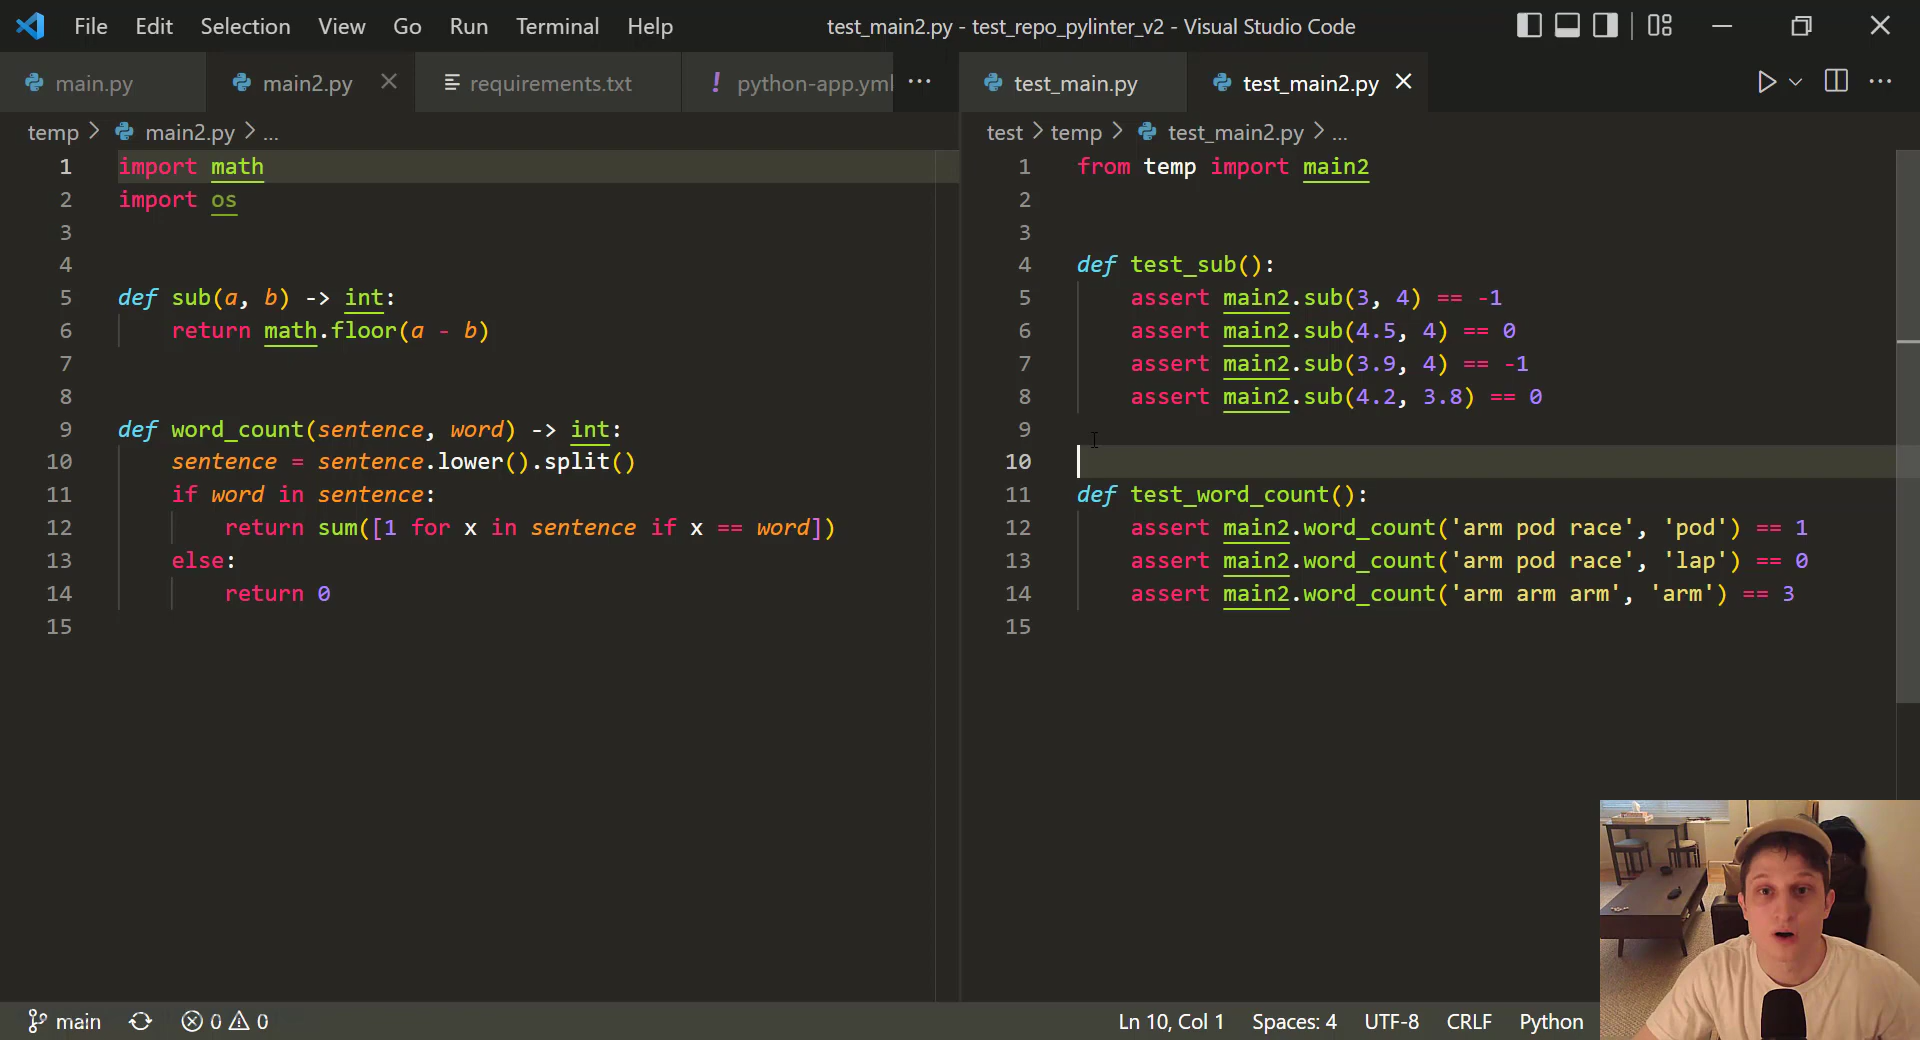 File Edit Selection View Go Run Terminal Help test_main2.py - test_repo_pylinter_v2 - Visual Studio Code
main.py main2.py requirements.txt ! python-app.yml ...
temp > main2.py > ...
1 import math
2 import os
3
4
5 def sub(a, b) -> int:
6 return math.floor(a - b)
7
8
9 def word_count(sentence, word) -> int:
10 sentence = sentence.lower().split()
11 if word in sentence:
12 return sum([1 for x in sentence if x == word])
13 else:
14 return 0
15
test_main.py test_main2.py ...
test > temp > test_main2.py > ...
1 from temp import main2
2
3
4 def test_sub():
5 assert main2.sub(3, 4) == -1
6 assert main2.sub(4.5, 4) == 0
7 assert main2.sub(3.9, 4) == -1
8 assert main2.sub(4.2, 3.8) == 0
9
10
11 def test_word_count():
12 assert main2.word_count('arm pod race', 'pod') == 1
13 assert main2.word_count('arm pod race', 'lap') == 0
14 assert main2.word_count('arm arm arm', 'arm') == 3
15
main 0 0 Ln 10, Col 1 Spaces: 4 UTF-8 CRLF Python